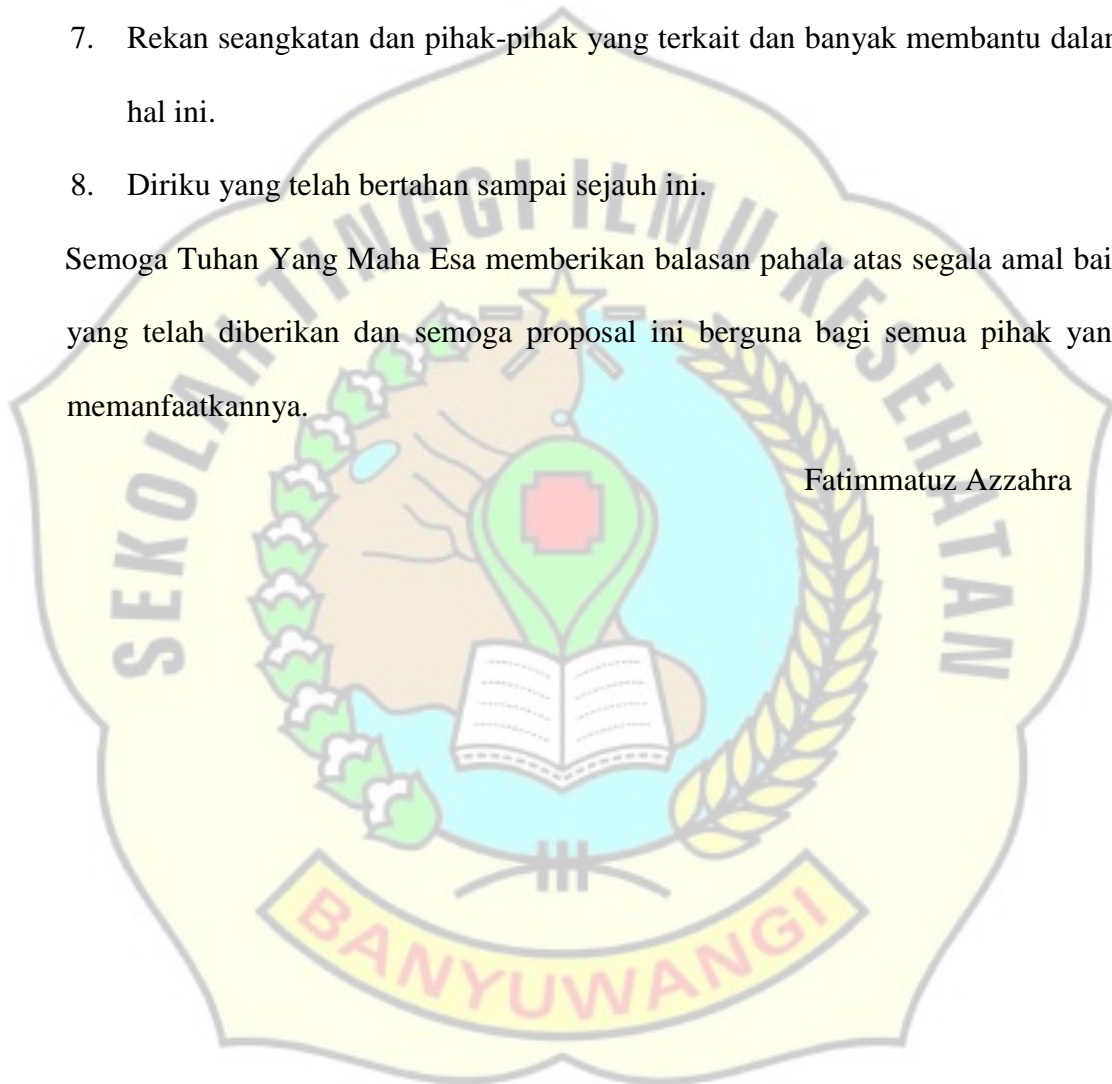 7. Rekan seangkatan dan pihak-pihak yang terkait dan banyak membantu dalam
hal ini.
8. Diriku yang telah bertahan sampai sejauh ini.
Semoga Tuhan Yang Maha Esa memberikan balasan pahala atas segala amal bai
yang telah diberikan dan semoga proposal ini berguna bagi semua pihak yan
memanfaatkannya.
Fatimmatuz Azzahra
SEKOLAH TINGGI ILMU KESEHATAN
BANYUWANGI